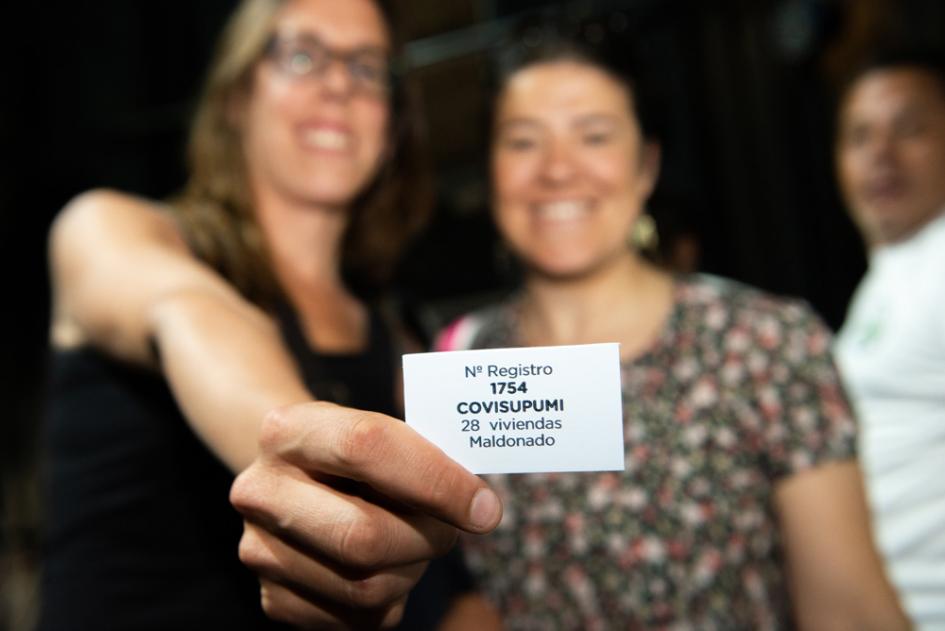 Nº Registro
1754
COVISUPUMI
28 viviendas
Maldonado